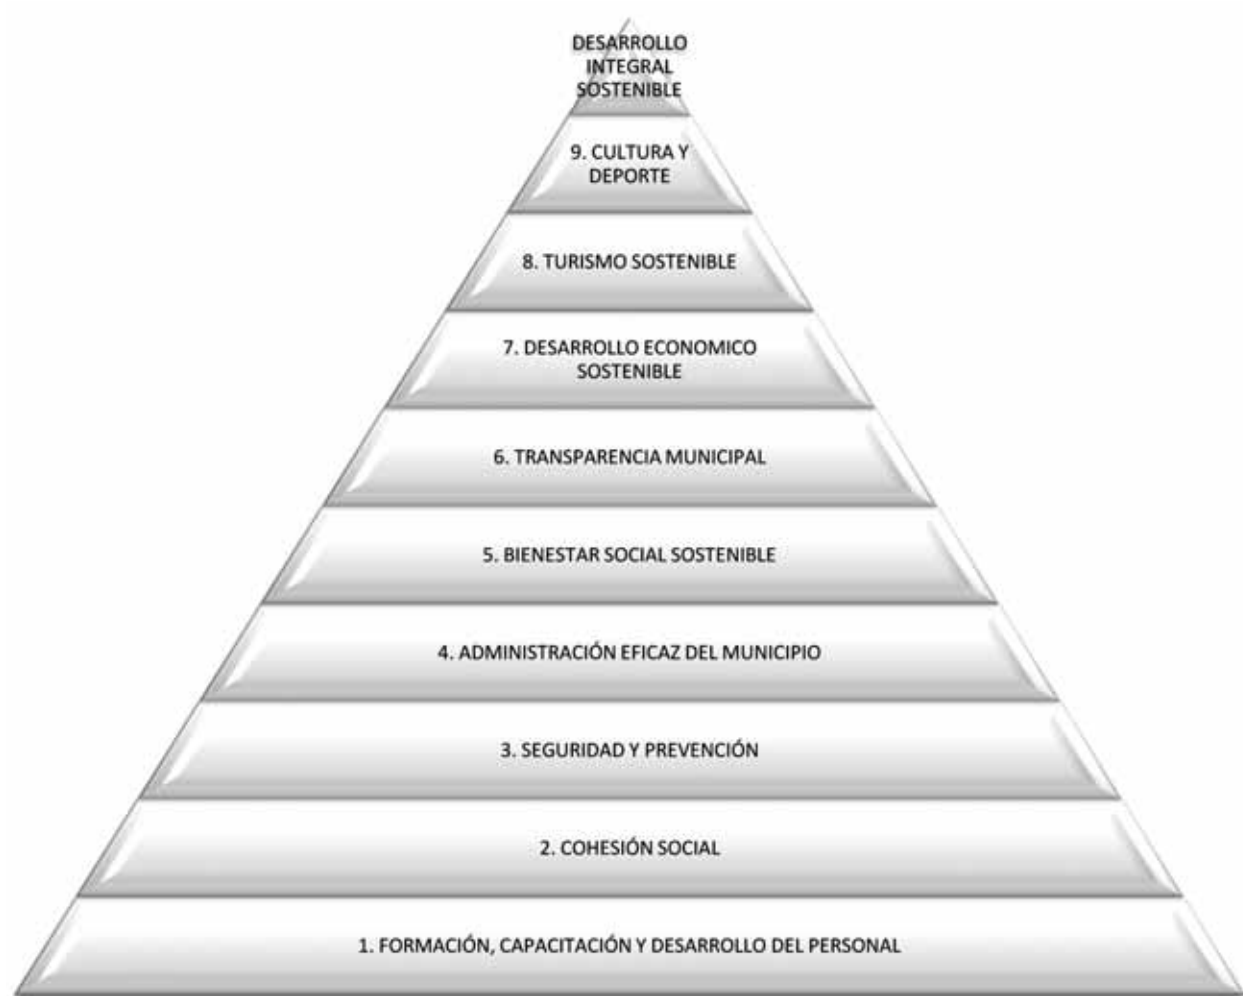 DESARROLLO
INTEGRAL
SOSTENIBLE
9. CULTURA Y
DEPORTE
8. TURISMO SOSTENIBLE
7. DESARROLLO ECONOMICO
SOSTENIBLE
6. TRANSPARENCIA MUNICIPAL
5. BIENESTAR SOCIAL SOSTENIBLE
4. ADMINISTRACIÓN EFICAZ DEL MUNICIPIO
3. SEGURIDAD Y PREVENCIÓN
2. COHESIÓN SOCIAL
1. FORMACIÓN, CAPACITACIÓN Y DESARROLLO DEL PERSONAL